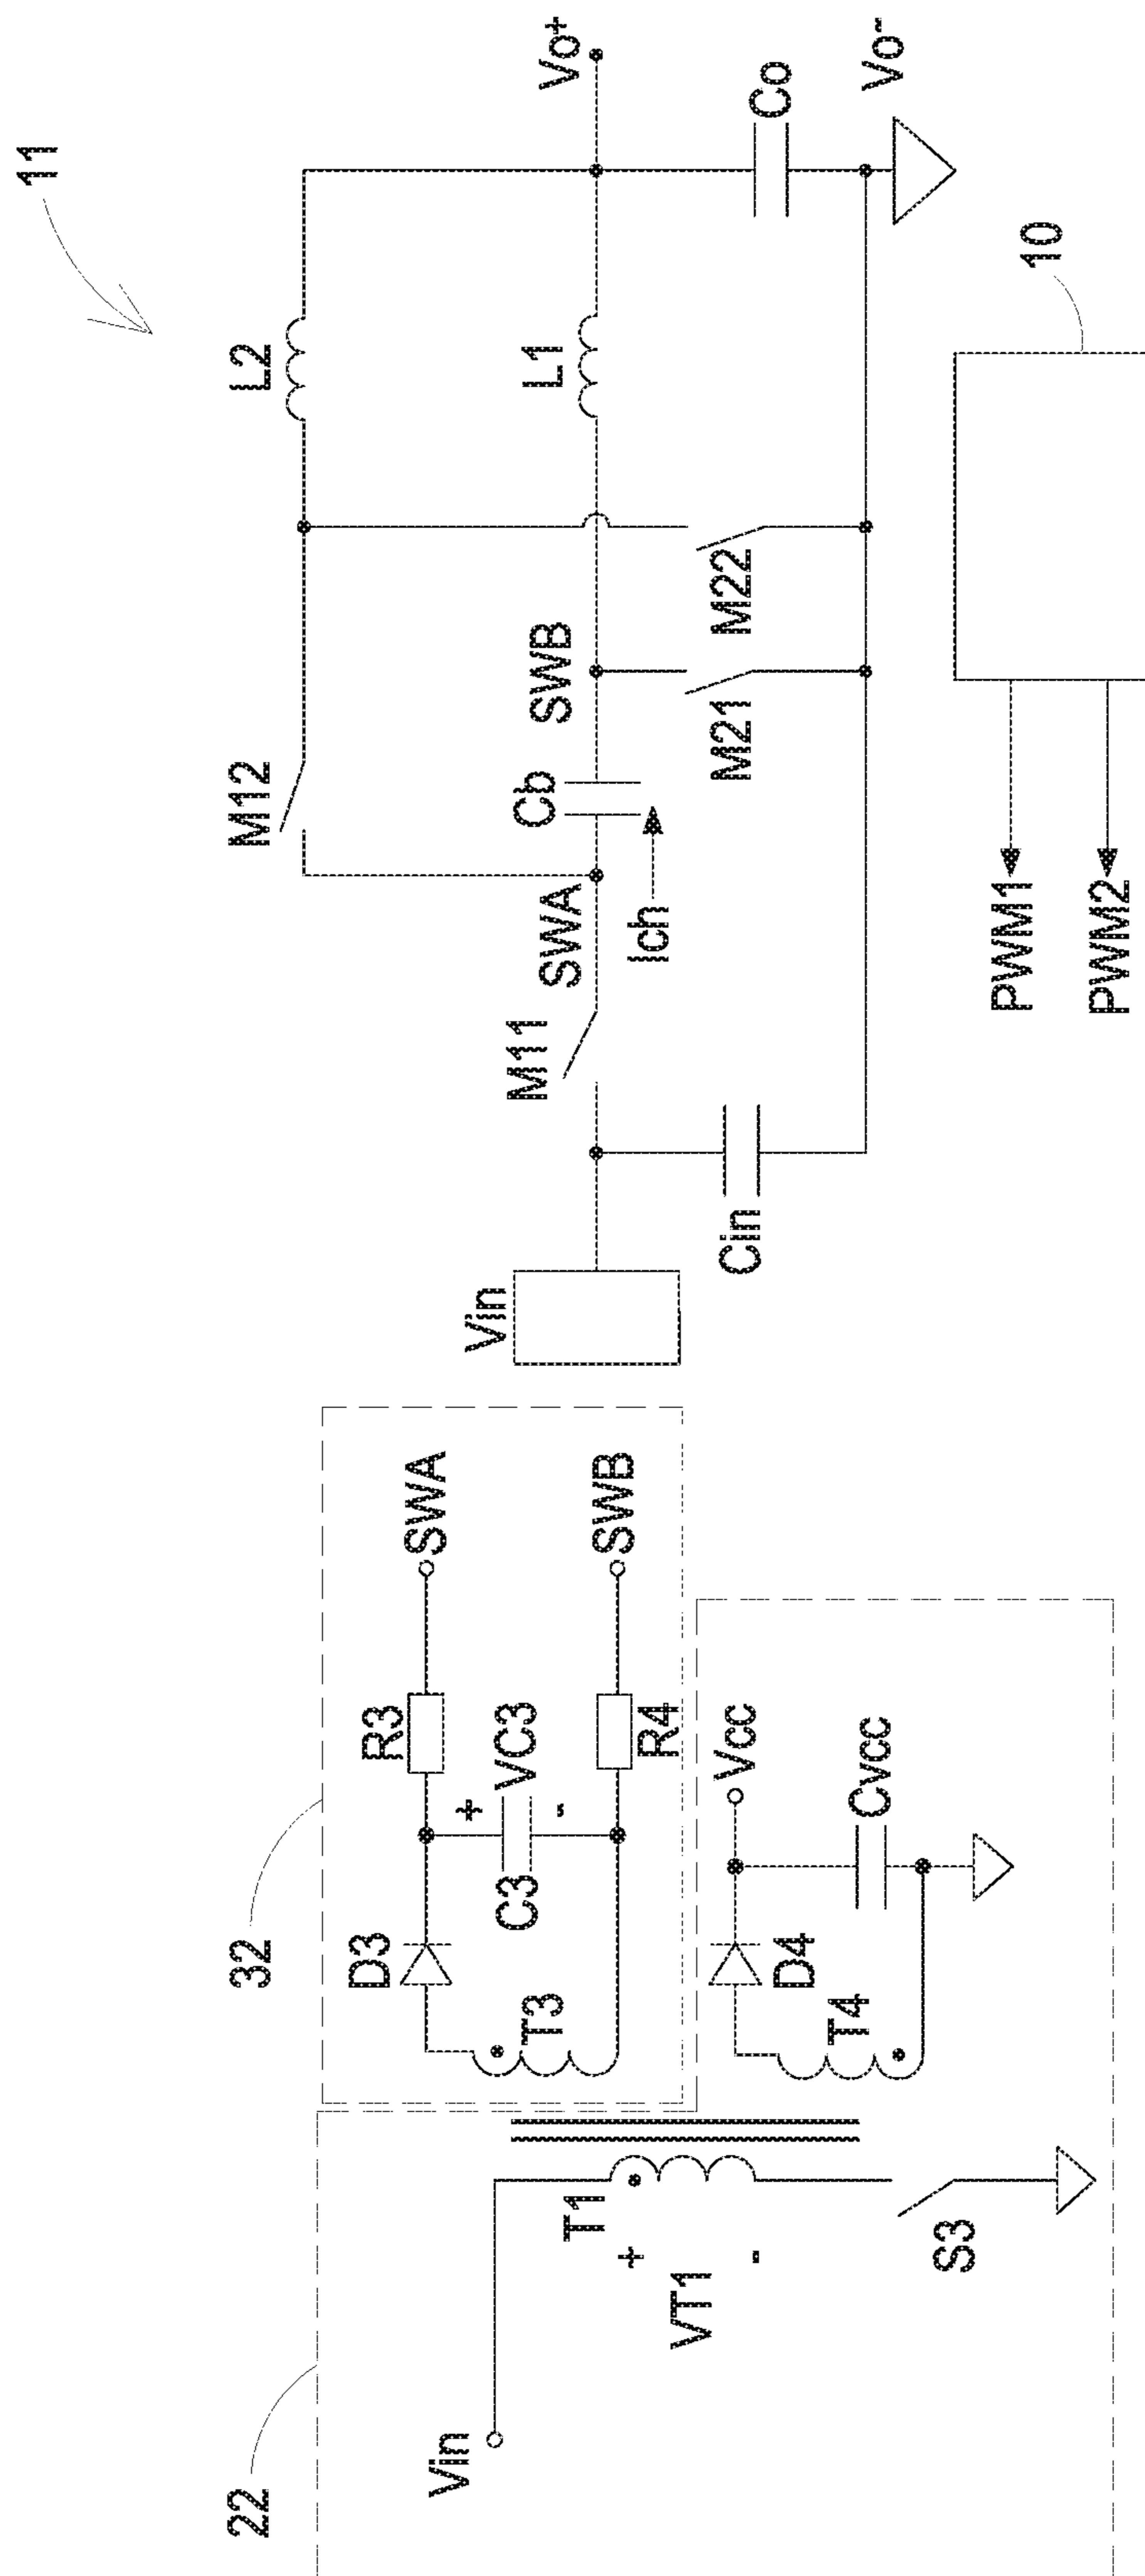 11
L2
Vo+
L1
Co
Vo-
M12
SWB
M22
M21
Cb
SWA
Ich
M11
Cin
Vin
10
PWM1
PWM2
32
SWA
SWB
R3
VC3
+
-
R4
C3
D3
T3
Vcc
Cvcc
D4
T4
22
T1
+
VT1
-
S3
Vin